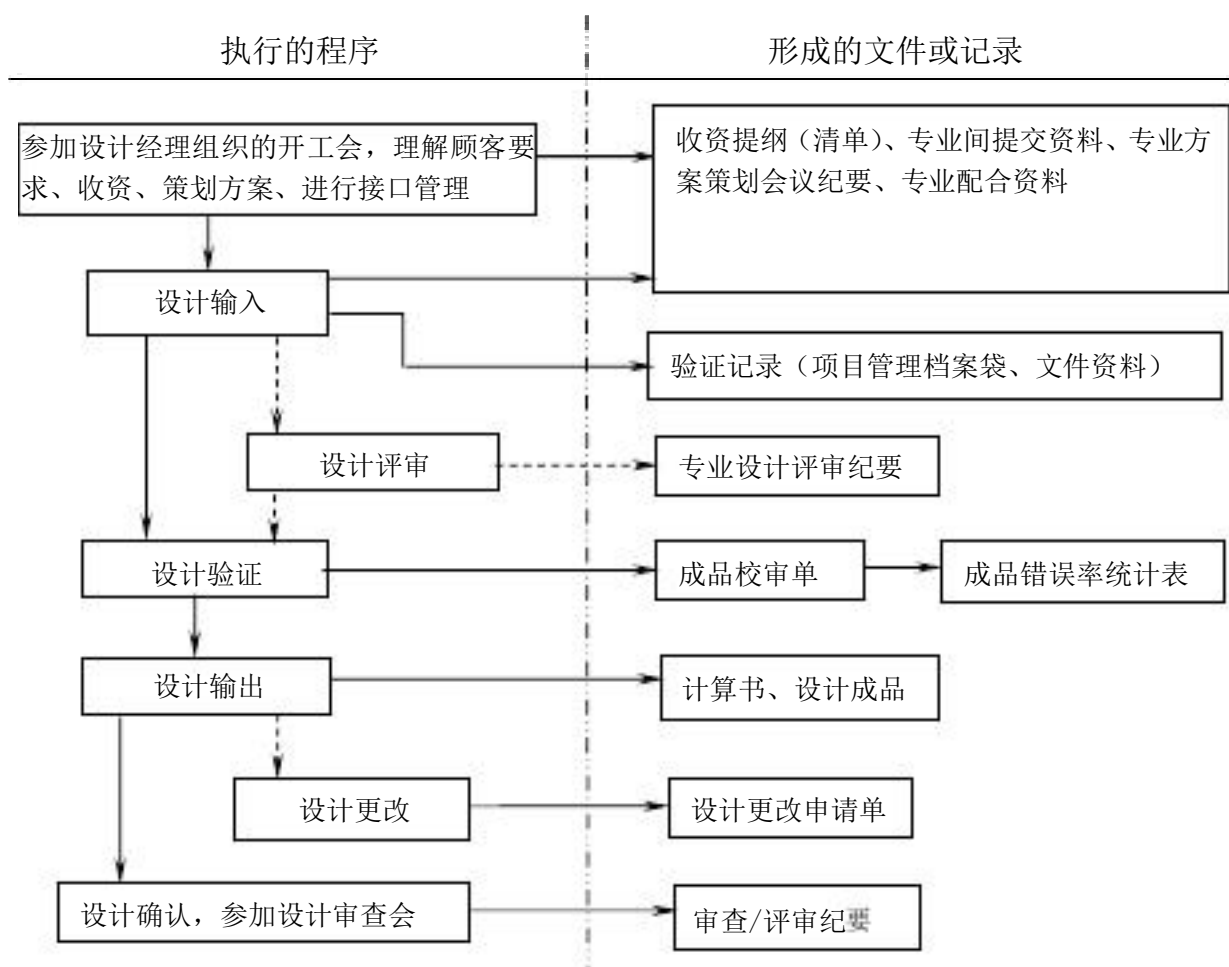 执行的程序
形成的文件或记录
参加设计经理组织的开工会，理解顾客要
求、收资、策划方案、进行接口管理
收资提纲（清单）、专业间提交资料、专业方
案策划会议纪要、专业配合资料
设计输入
验证记录（项目管理档案袋、文件资料）
设计评审
专业设计评审纪要
设计验证
成品校审单
成品错误率统计表
设计输出
计算书、设计成品
设计更改
设计更改申请单
设计确认，参加设计审查会
审查/评审纪要